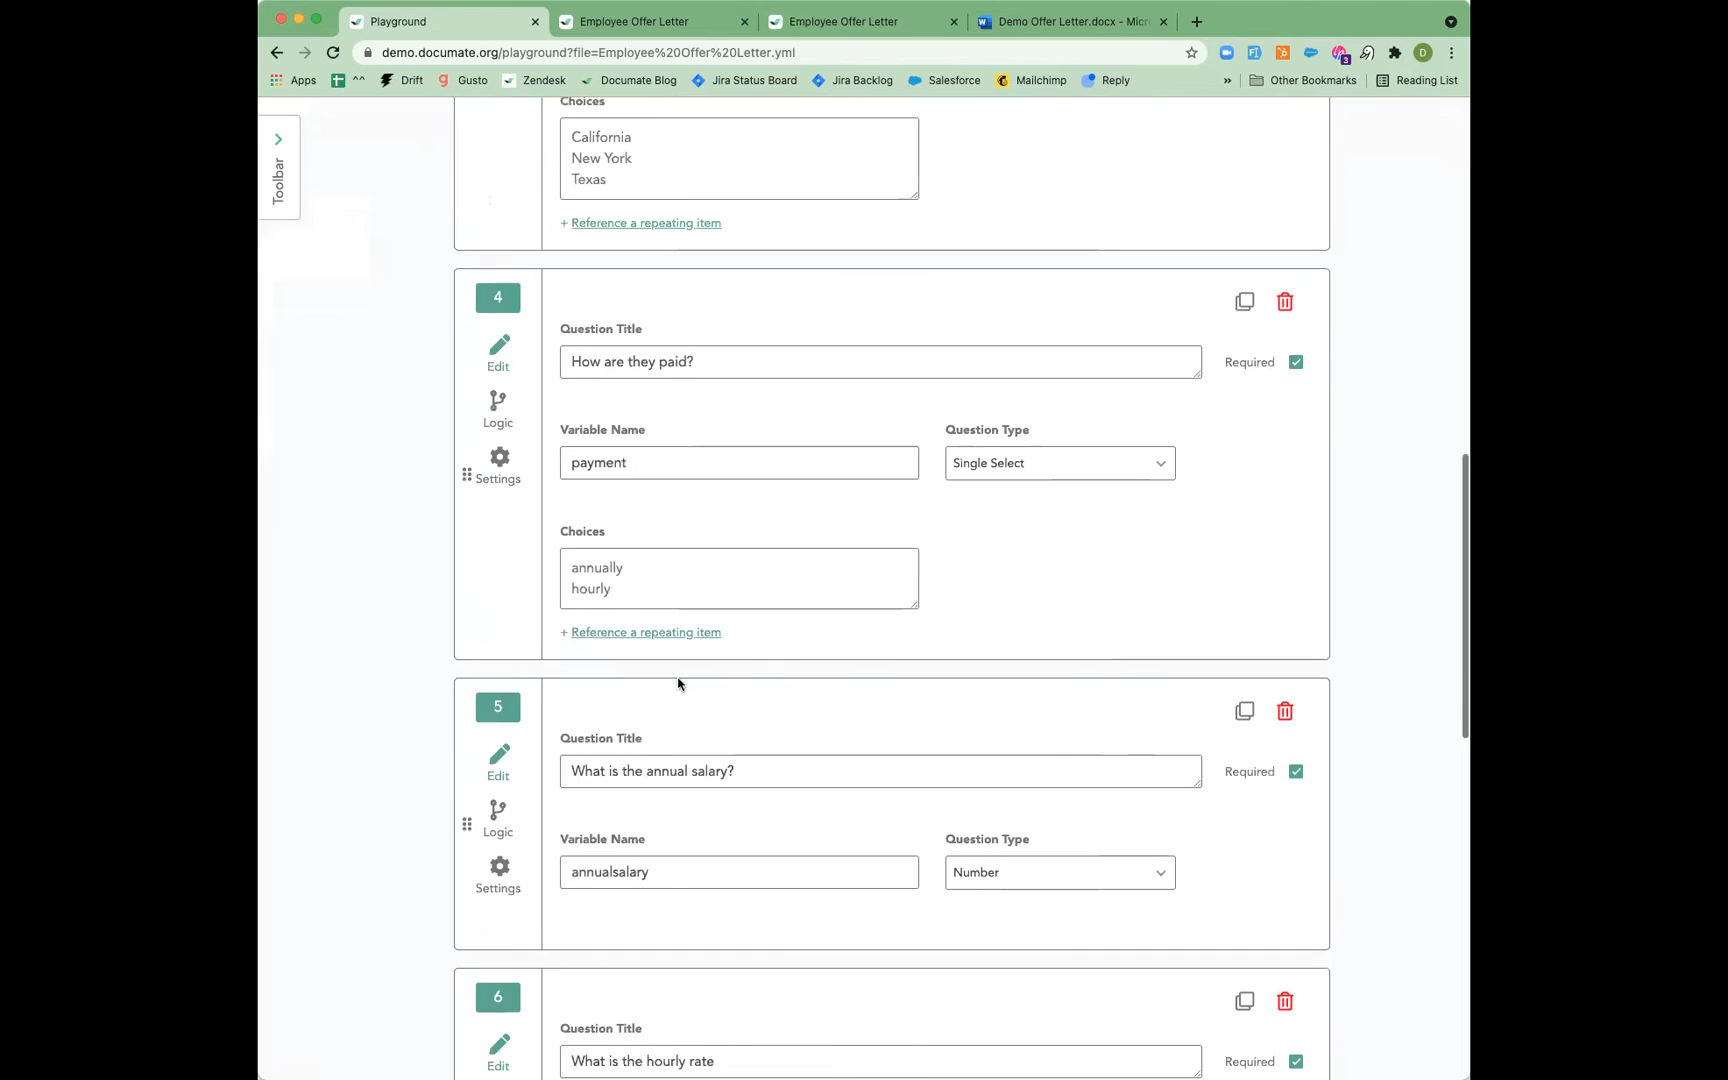 Playground
Employee Offer Letter
Employee Offer Letter
Demo Offer Letter.docx - Micr
demo.documate.org/playground?file=Employee%20Offer%20Letter.yml
D
3
Apps
^^
Drift
Gusto
Zendesk
Documate Blog
Jira Status Board
Jira Backlog
Salesforce
Mailchimp
Reply
»
Other Bookmarks
Reading List
Toolbar
Choices
California
New York
Texas
+ Reference a repeating item
4
Edit
Logic
Settings
Question Title
How are they paid?
Required
Variable Name
Question Type
payment
Single Select
Choices
annually
hourly
+ Reference a repeating item
5
Edit
Logic
Settings
Question Title
What is the annual salary?
Required
Variable Name
Question Type
annualsalary
Number
6
Edit
Question Title
What is the hourly rate
Required